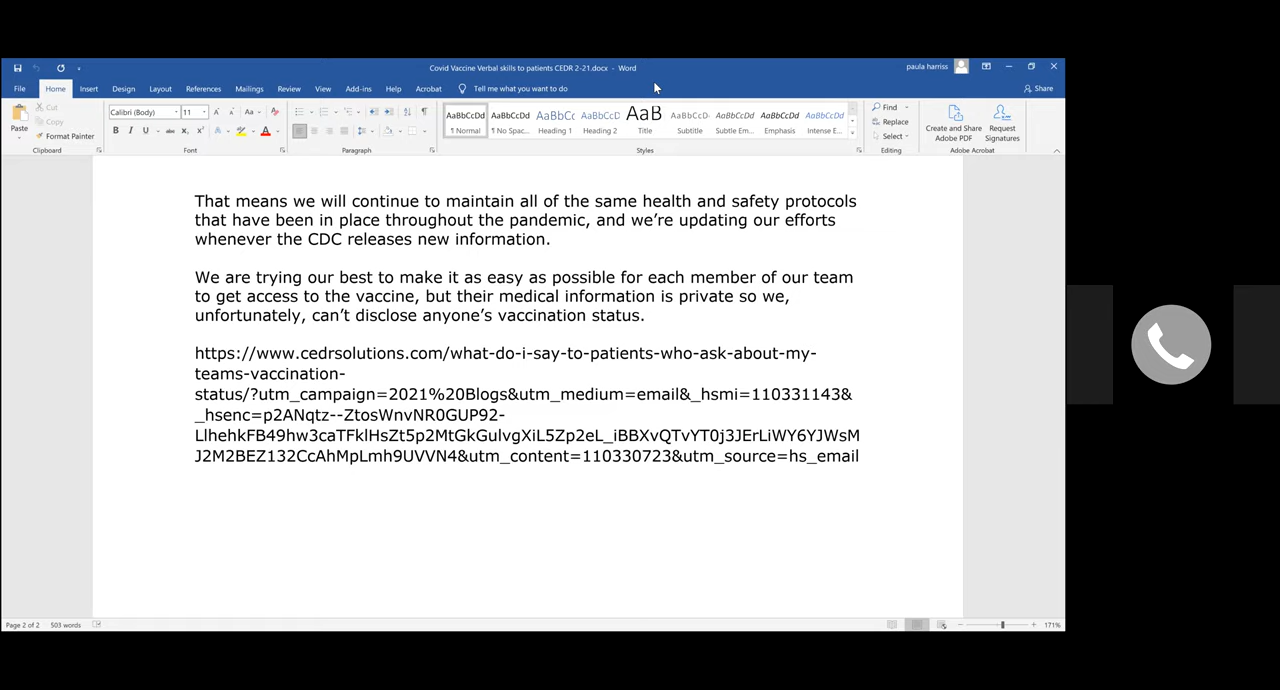 Covid Vaccine Verbal skills to patients CEDR 2-21.docx - Word
paula harriss
File Home Insert Design Layout References Mailings Review View Add-ins Help Acrobat Tell me what you want to do Share
Paste
Cut
Copy
Format Painter
Clipboard
Calibri (Body) 11
Font
Paragraph
AaBbCcDd AaBbCcDd AaBbCc AaBbCcD AaB AaBbCcD AaBbCcDd AaBbCcDd AaBbCcDd
¶ Normal ¶ No Spac... Heading 1 Heading 2 Title Subtitle Subtle Em... Emphasis Intense E...
Styles
Find
Replace
Select
Editing
Create and Share Adobe PDF
Request Signatures
Adobe Acrobat
That means we will continue to maintain all of the same health and safety protocols
that have been in place throughout the pandemic, and we're updating our efforts
whenever the CDC releases new information.
We are trying our best to make it as easy as possible for each member of our team
to get access to the vaccine, but their medical information is private so we,
unfortunately, can't disclose anyone's vaccination status.
https://www.cedrsolutions.com/what-do-i-say-to-patients-who-ask-about-my-
teams-vaccination-
status/?utm_campaign=2021%20Blogs&utm_medium=email&_hsmi=110331143&
_hsenc=p2ANqtz--ZtosWnvNR0GUP92-
LlhehkFB49hw3caTFklHsZt5p2MtGkGulvgXiL5Zp2eL_iBBXvQTvYT0j3JErLiWY6YJWsM
J2M2BEZ132CcAhMpLmh9UVVN4&utm_content=110330723&utm_source=hs_email
Page 2 of 2 503 words
171%